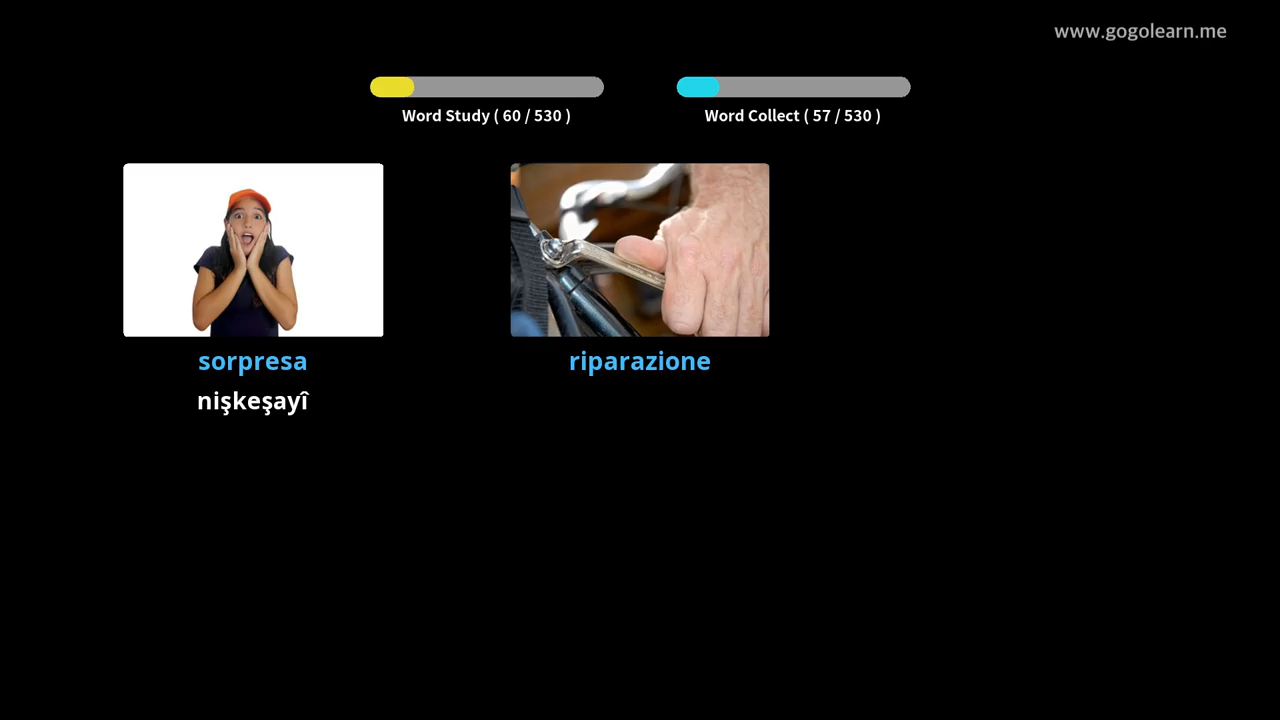 www.gogolearn.me
Word Study ( 60 / 530 )
Word Collect ( 57 / 530 )
sorpresa
nişkeşayî
riparazione